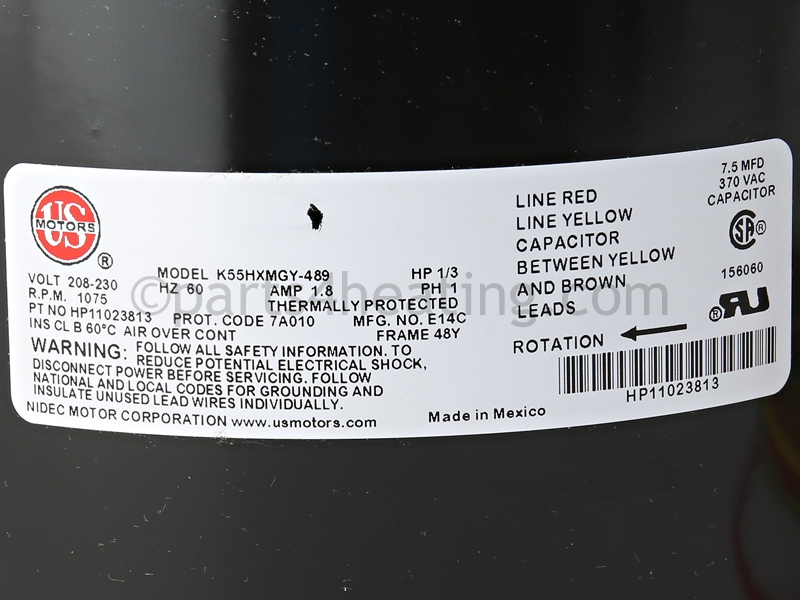 US
MOTORS
®
VOLT 208-230
R.P.M. 1075
PT NO HP11023813
INS CL B 60°C AIR OVER CONT
MODEL K55HXMGY-489
HZ 60 AMP 1.8
HP 1/3
PH 1
THERMALLY PROTECTED
PROT. CODE 7A010 MFG. NO. E14C
FRAME 48Y
WARNING: FOLLOW ALL SAFETY INFORMATION. TO
REDUCE POTENTIAL ELECTRICAL SHOCK,
DISCONNECT POWER BEFORE SERVICING. FOLLOW
NATIONAL AND LOCAL CODES FOR GROUNDING AND
INSULATE UNUSED LEAD WIRES INDIVIDUALLY.
NIDEC MOTOR CORPORATION www.usmotors.com
Made in Mexico
LINE RED
LINE YELLOW
CAPACITOR
BETWEEN YELLOW
AND BROWN
LEADS
ROTATION
7.5 MFD
370 VAC
CAPACITOR
SA ®
156060
® RU
HP11023813
©parts4heating.com